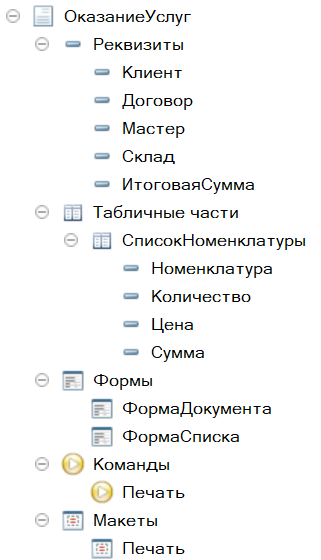 ОказаниеУслуг
Реквизиты
Клиент
Договор
Мастер
Склад
ИтоговаяСумма
Табличные части
СписокНоменклатуры
Номенклатура
Количество
Цена
Сумма
Формы
ФормаДокумента
ФормаСписка
Команды
Печать
Макеты
Печать